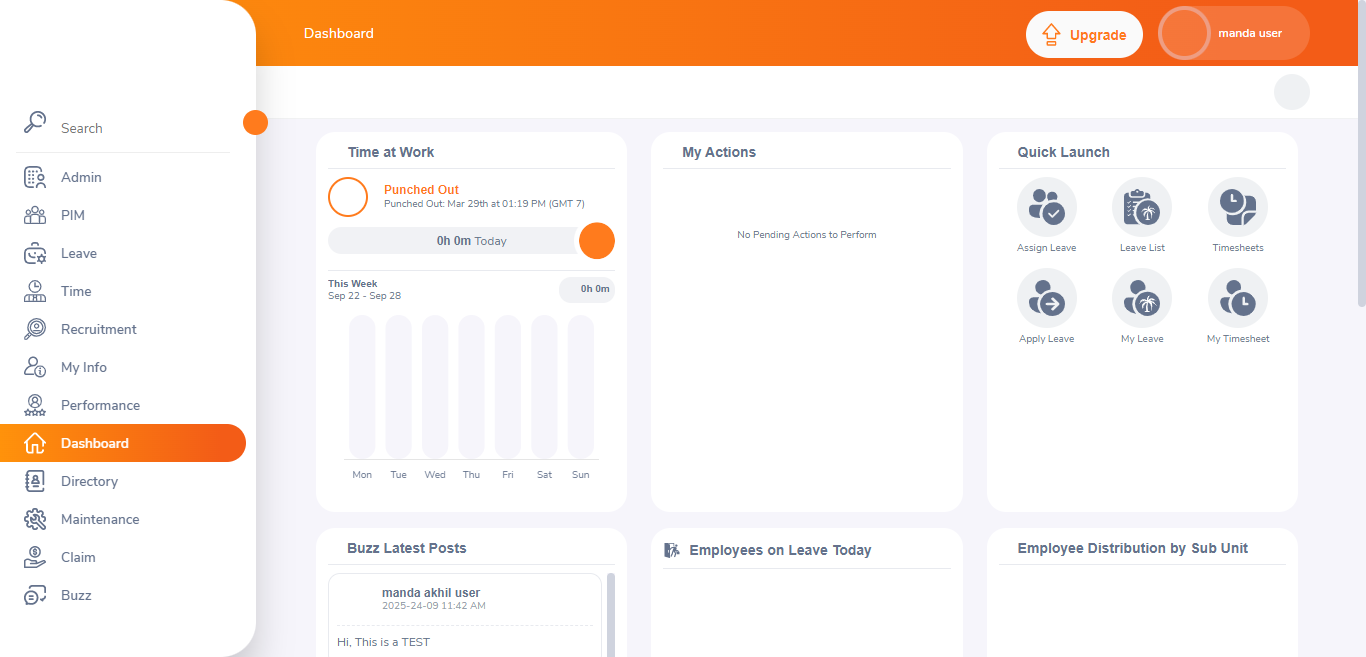 Dashboard
Upgrade
manda user
Search
Admin
PIM
Leave
Time
Recruitment
My Info
Performance
Dashboard
Directory
Maintenance
Claim
Buzz
Time at Work
Punched Out
Punched Out: Mar 29th at 01:19 PM (GMT 7)
0h 0m Today
This Week
Sep 22 - Sep 28
0h 0m
Mon Tue Wed Thu Fri Sat Sun
My Actions
No Pending Actions to Perform
Quick Launch
Assign Leave Leave List Timesheets
Apply Leave My Leave My Timesheet
Buzz Latest Posts
manda akhil user
2025-24-09 11:42 AM
Hi, This is a TEST
Employees on Leave Today
Employee Distribution by Sub Unit